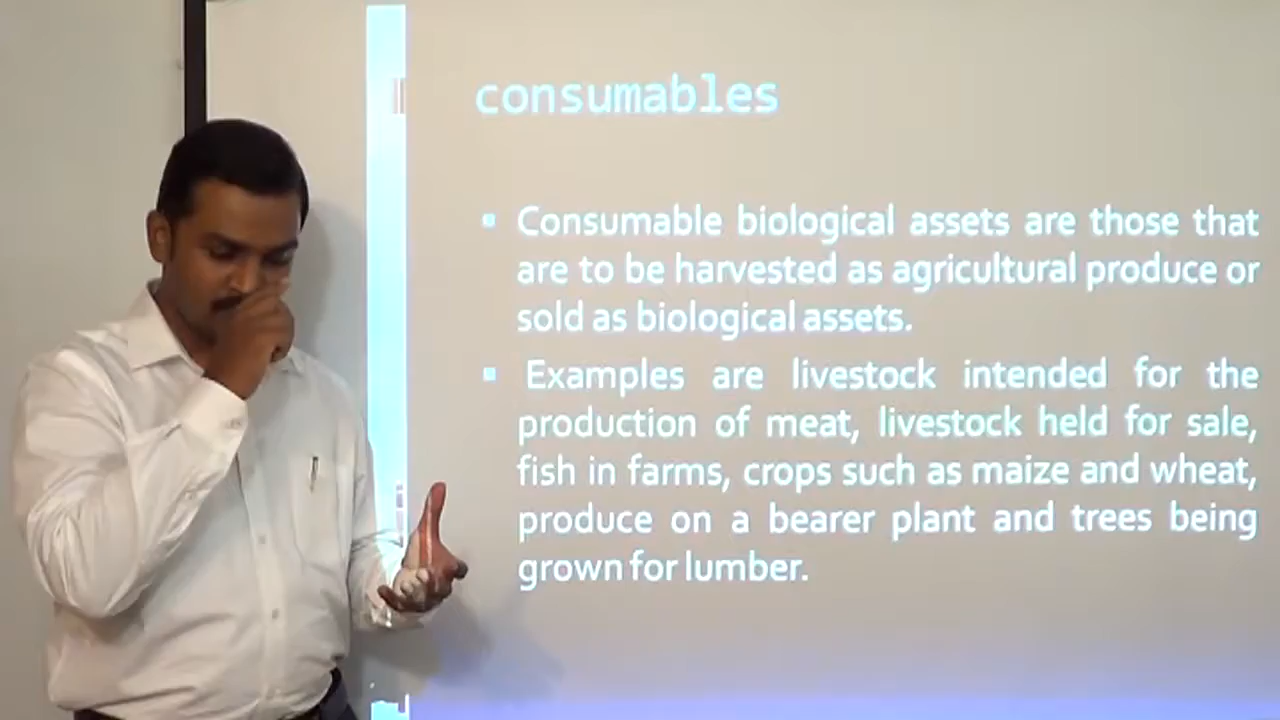 consumables
Consumable biological assets are those that
are to be harvested as agricultural produce or
sold as biological assets.
Examples are livestock intended for the
production of meat, livestock held for sale,
fish in farms, crops such as maize and wheat,
produce on a bearer plant and trees being
grown for lumber.